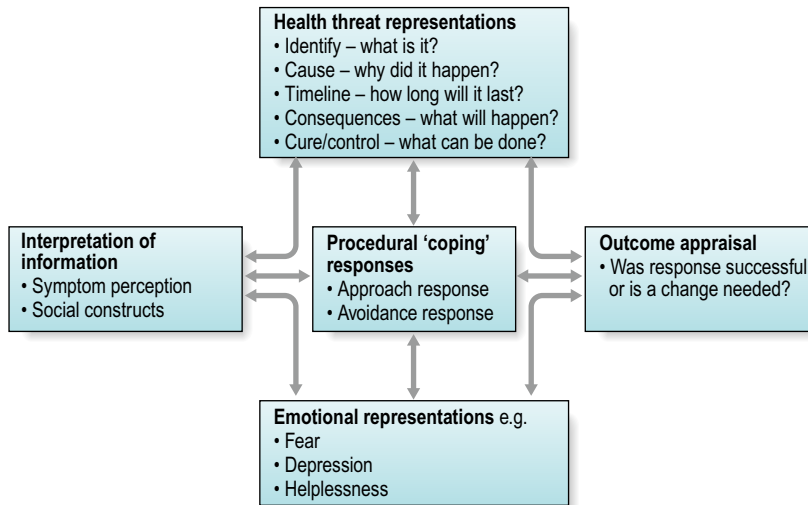 Health threat representations
• Identify – what is it?
• Cause – why did it happen?
• Timeline – how long will it last?
• Consequences – what will happen?
• Cure/control – what can be done?
Interpretation of
information
• Symptom perception
• Social constructs
Procedural ‘coping’
responses
• Approach response
• Avoidance response
Outcome appraisal
• Was response successful
or is a change needed?
Emotional representations e.g.
• Fear
• Depression
• Helplessness